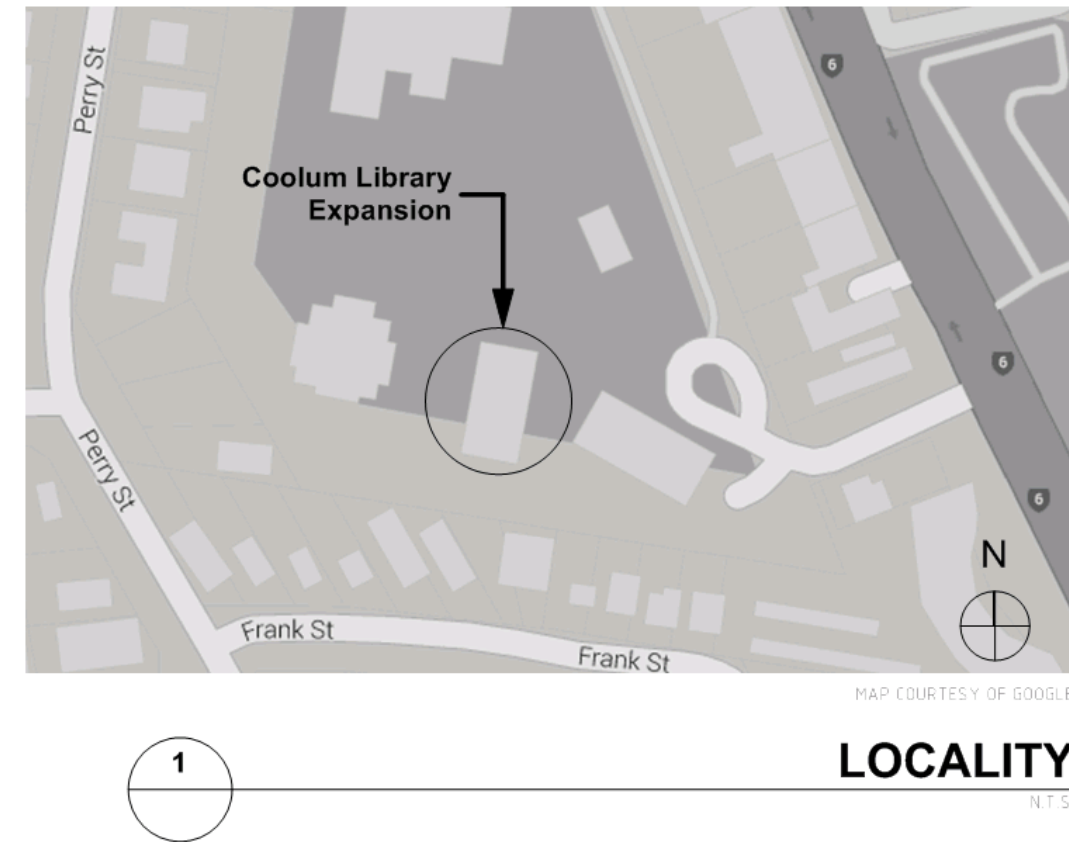 Perry St
6
Coolum Library
Expansion
6
Perry St
6
N
Frank St
Frank St
MAP COURTESY OF GOOGLE
1
LOCALITY
N.T.S